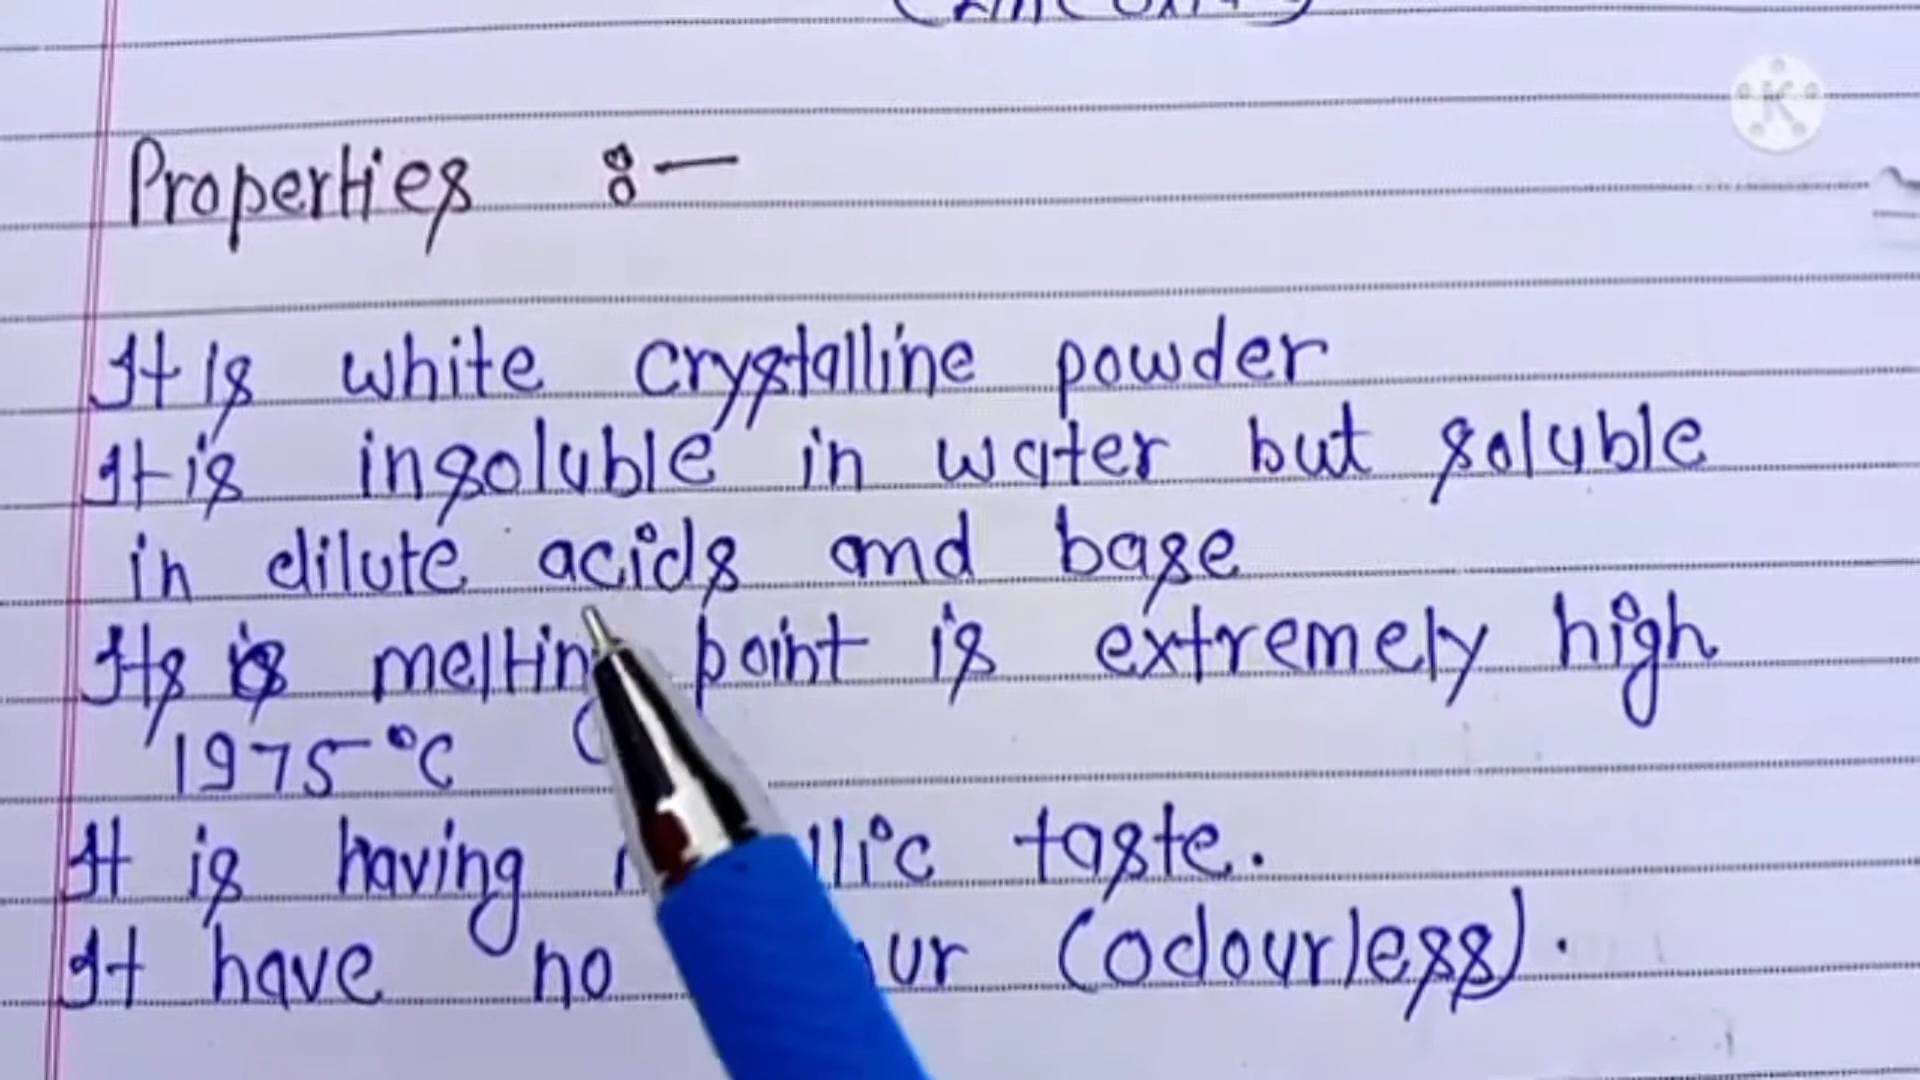 Properties :-
It is white crystalline powder
It is insoluble in water but soluble
in dilute acids and base
Its melting point is extremely high
1975°C
It is having taste.
It have no (odourless).
K